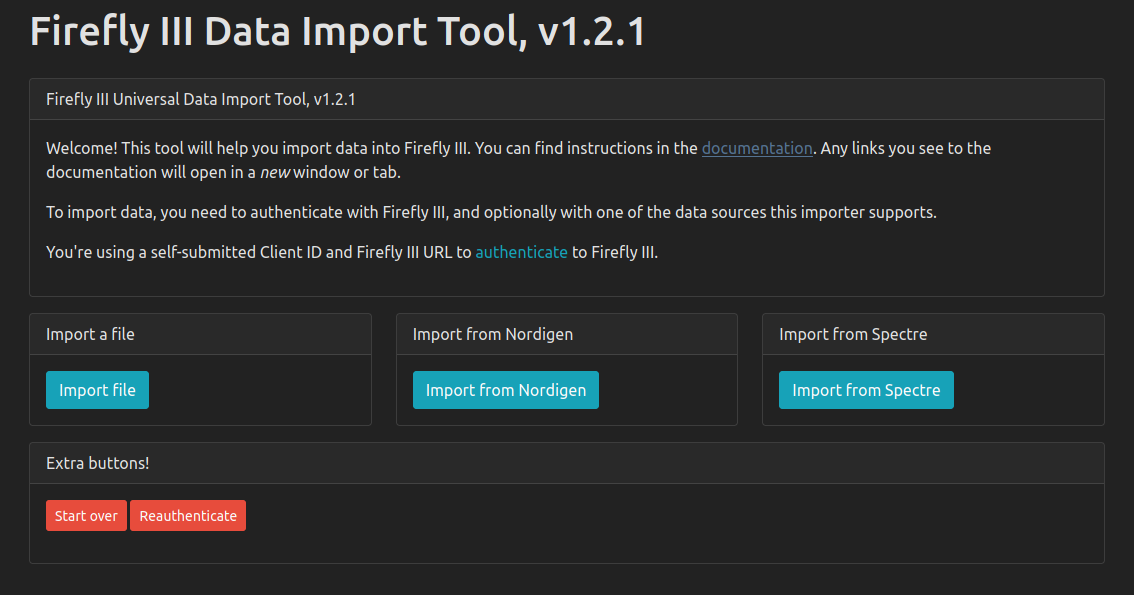 Firefly III Data Import Tool, v1.2.1
Firefly III Universal Data Import Tool, v1.2.1
Welcome! This tool will help you import data into Firefly III. You can find instructions in the documentation. Any links you see to the
documentation will open in a new window or tab.
To import data, you need to authenticate with Firefly III, and optionally with one of the data sources this importer supports.
You're using a self-submitted Client ID and Firefly III URL to authenticate to Firefly III.
Import a file
Import file
Import from Nordigen
Import from Nordigen
Import from Spectre
Import from Spectre
Extra buttons!
Start over Reauthenticate